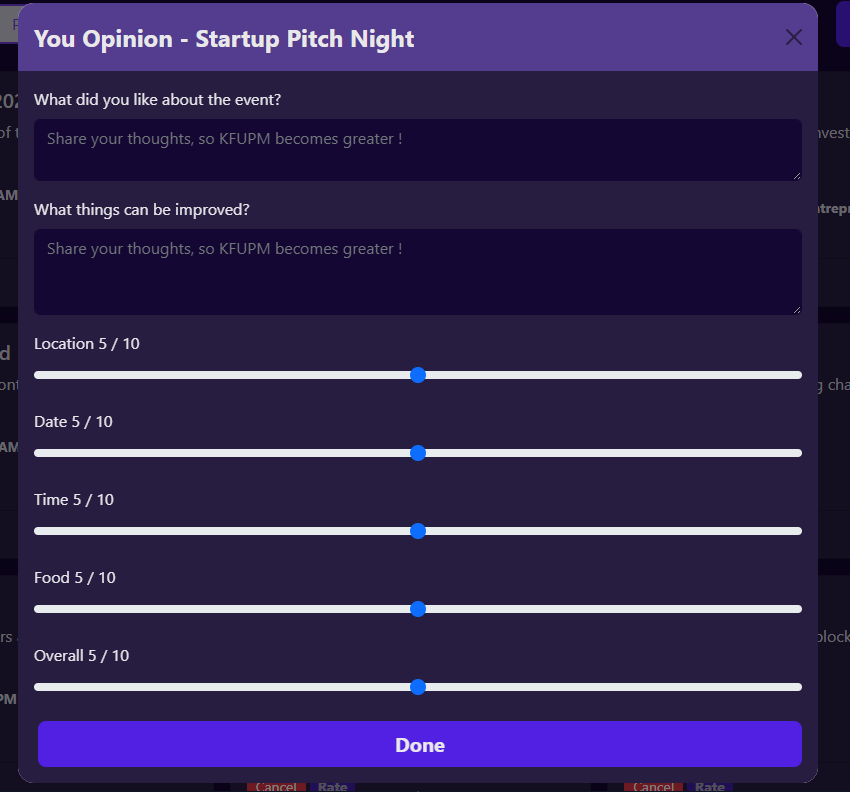 You Opinion - Startup Pitch Night
What did you like about the event?
Share your thoughts, so KFUPM becomes greater !
What things can be improved?
Share your thoughts, so KFUPM becomes greater !
Location 5 / 10
Date 5 / 10
Time 5 / 10
Food 5 / 10
Overall 5 / 10
Done
Cancel Rate Cancel Rate